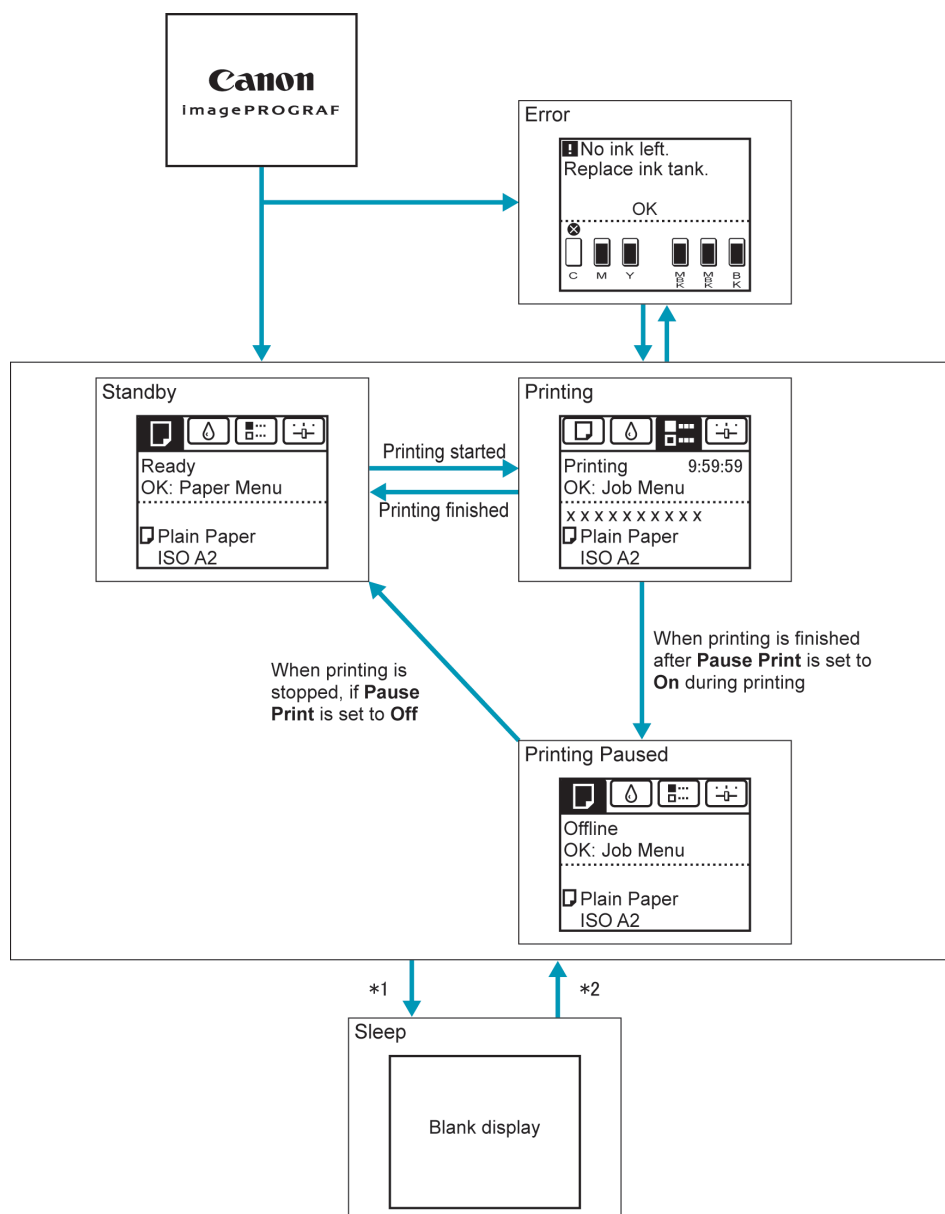 Canon
imagePROGRAF
Error
! No ink left.
Replace ink tank.
OK
C M Y MBK MBK BK
Standby
Ready
OK: Paper Menu
Plain Paper
ISO A2
Printing started
Printing finished
Printing
Printing 9:59:59
OK: Job Menu
x x x x x x x x x x
Plain Paper
ISO A2
When printing is
stopped, if Pause
Print is set to Off
When printing is finished
after Pause Print is set to
On during printing
Printing Paused
Offline
OK: Job Menu
Plain Paper
ISO A2
*1
*2
Sleep
Blank display